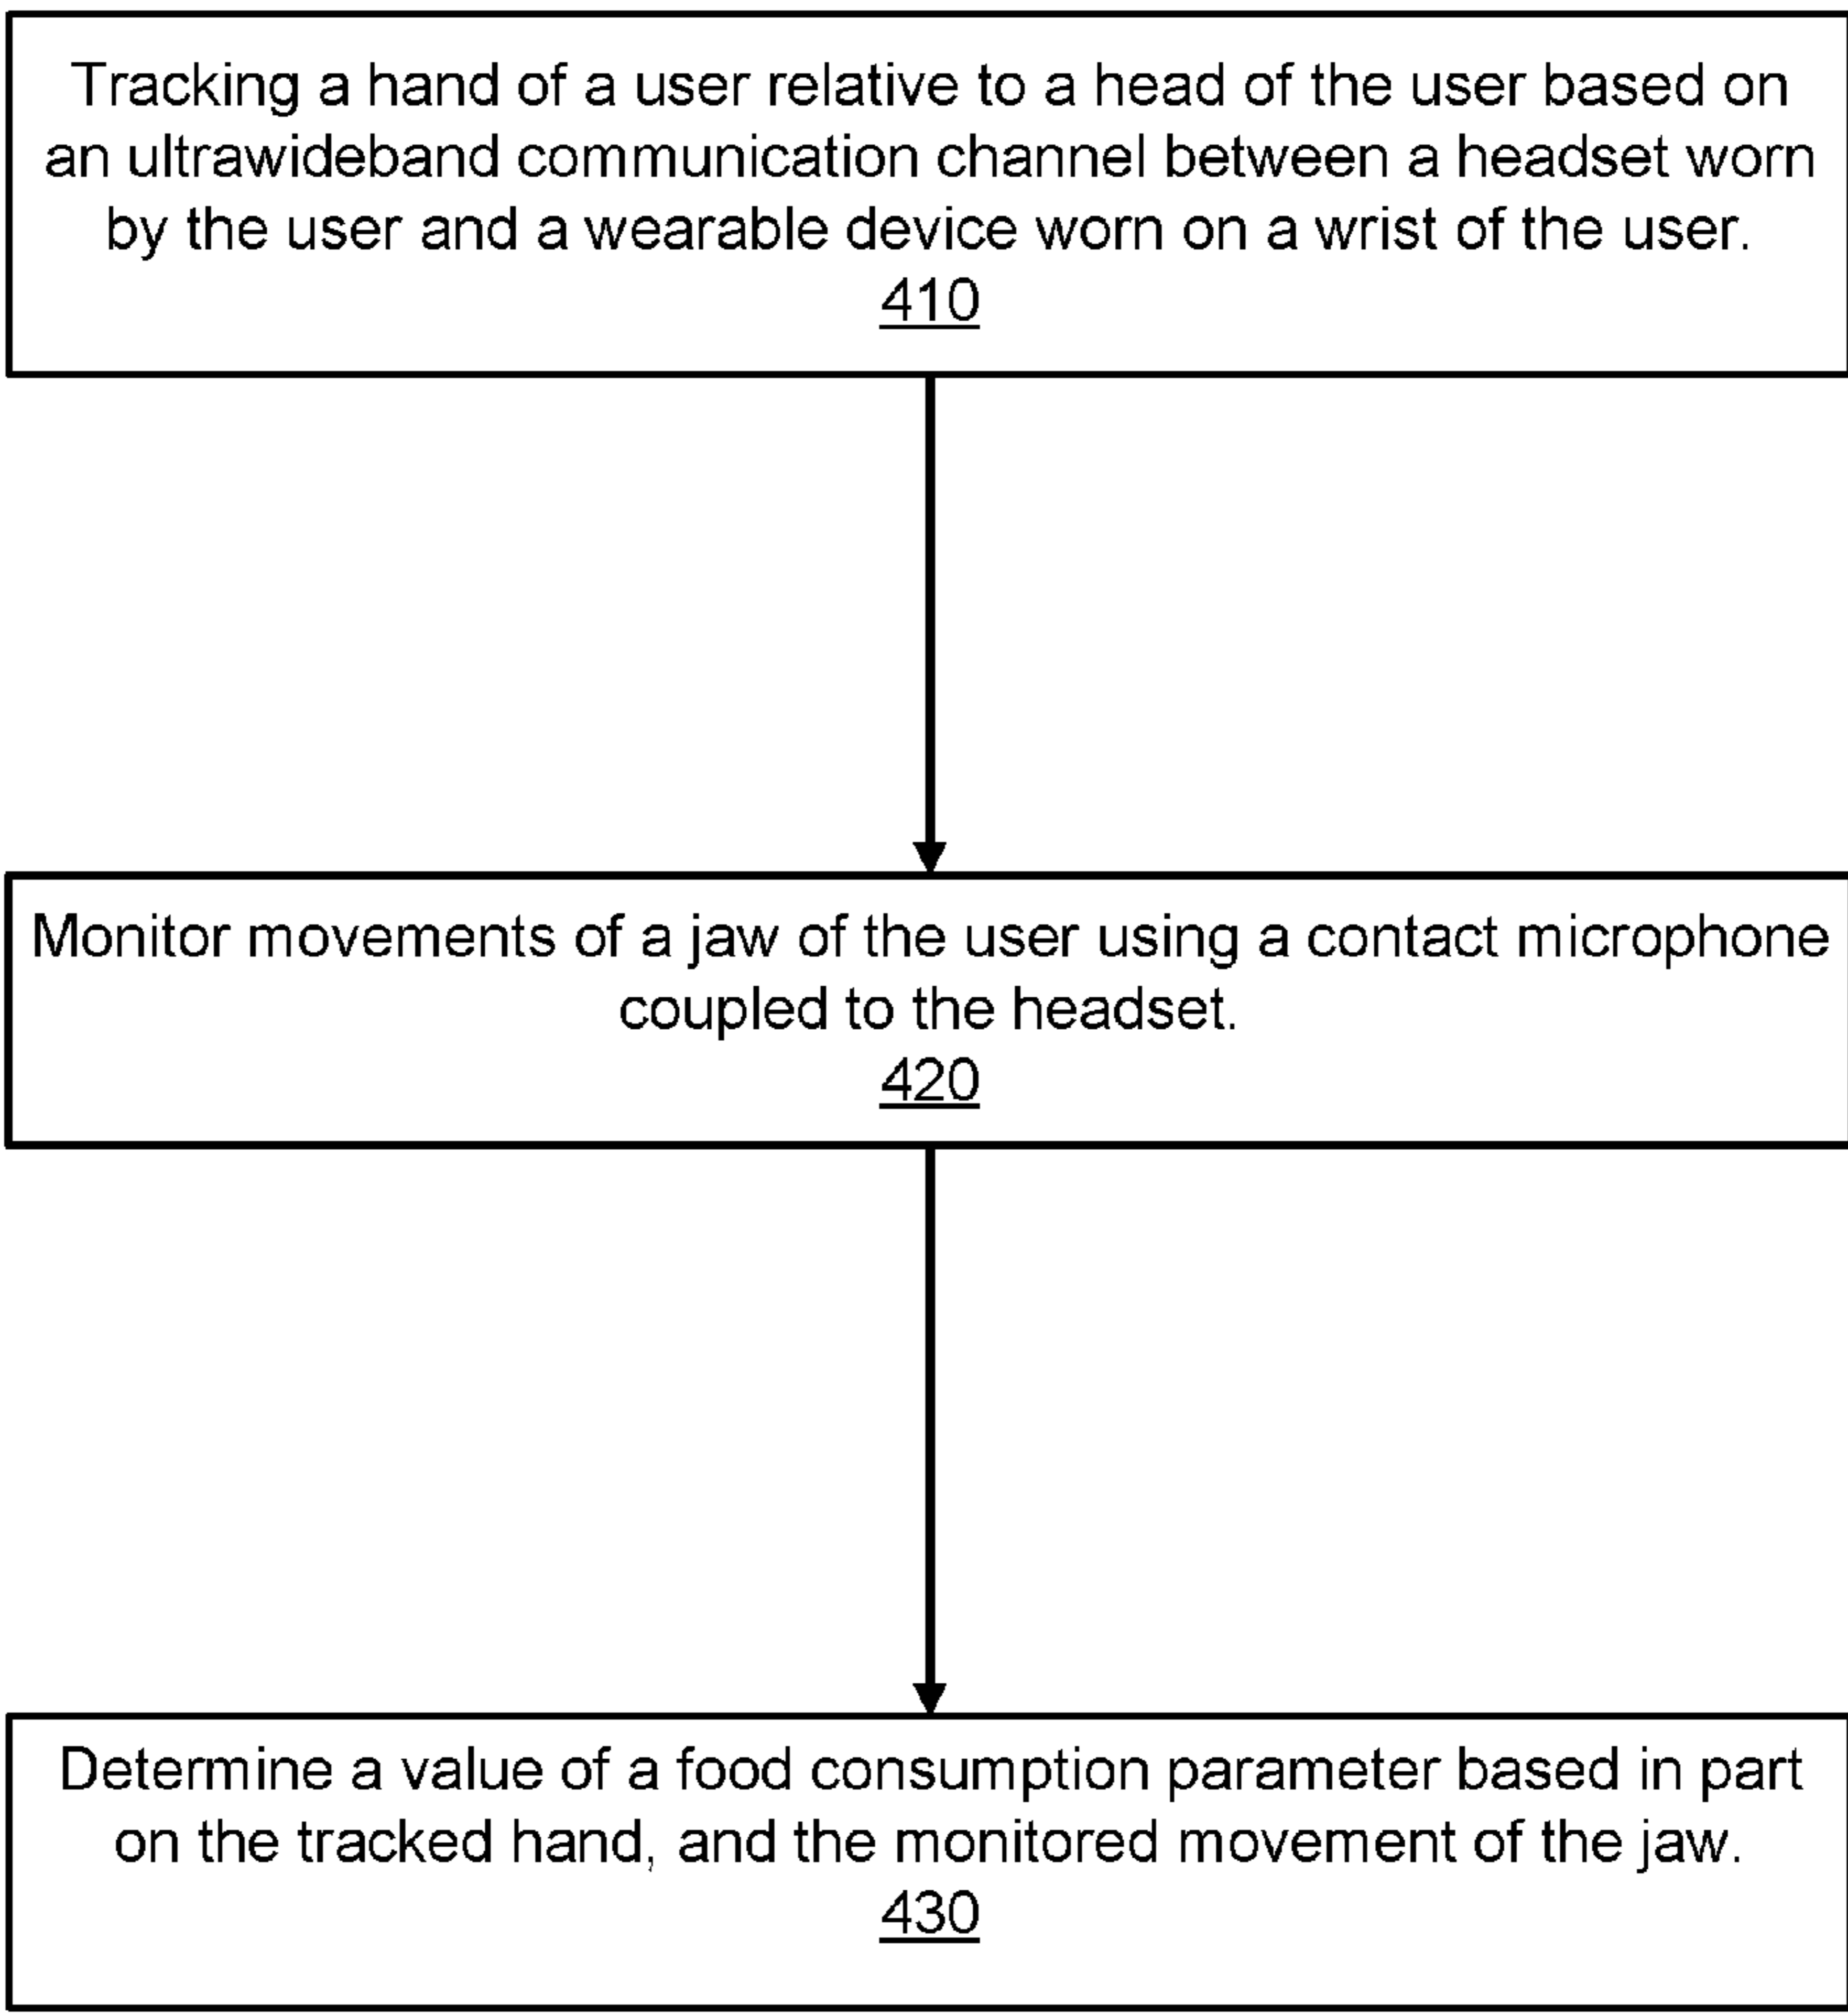 Tracking a hand of a user relative to a head of the user based on
an ultrawideband communication channel between a headset worn
by the user and a wearable device worn on a wrist of the user.
410
Monitor movements of a jaw of the user using a contact microphone
coupled to the headset.
420
Determine a value of a food consumption parameter based in part
on the tracked hand, and the monitored movement of the jaw.
430